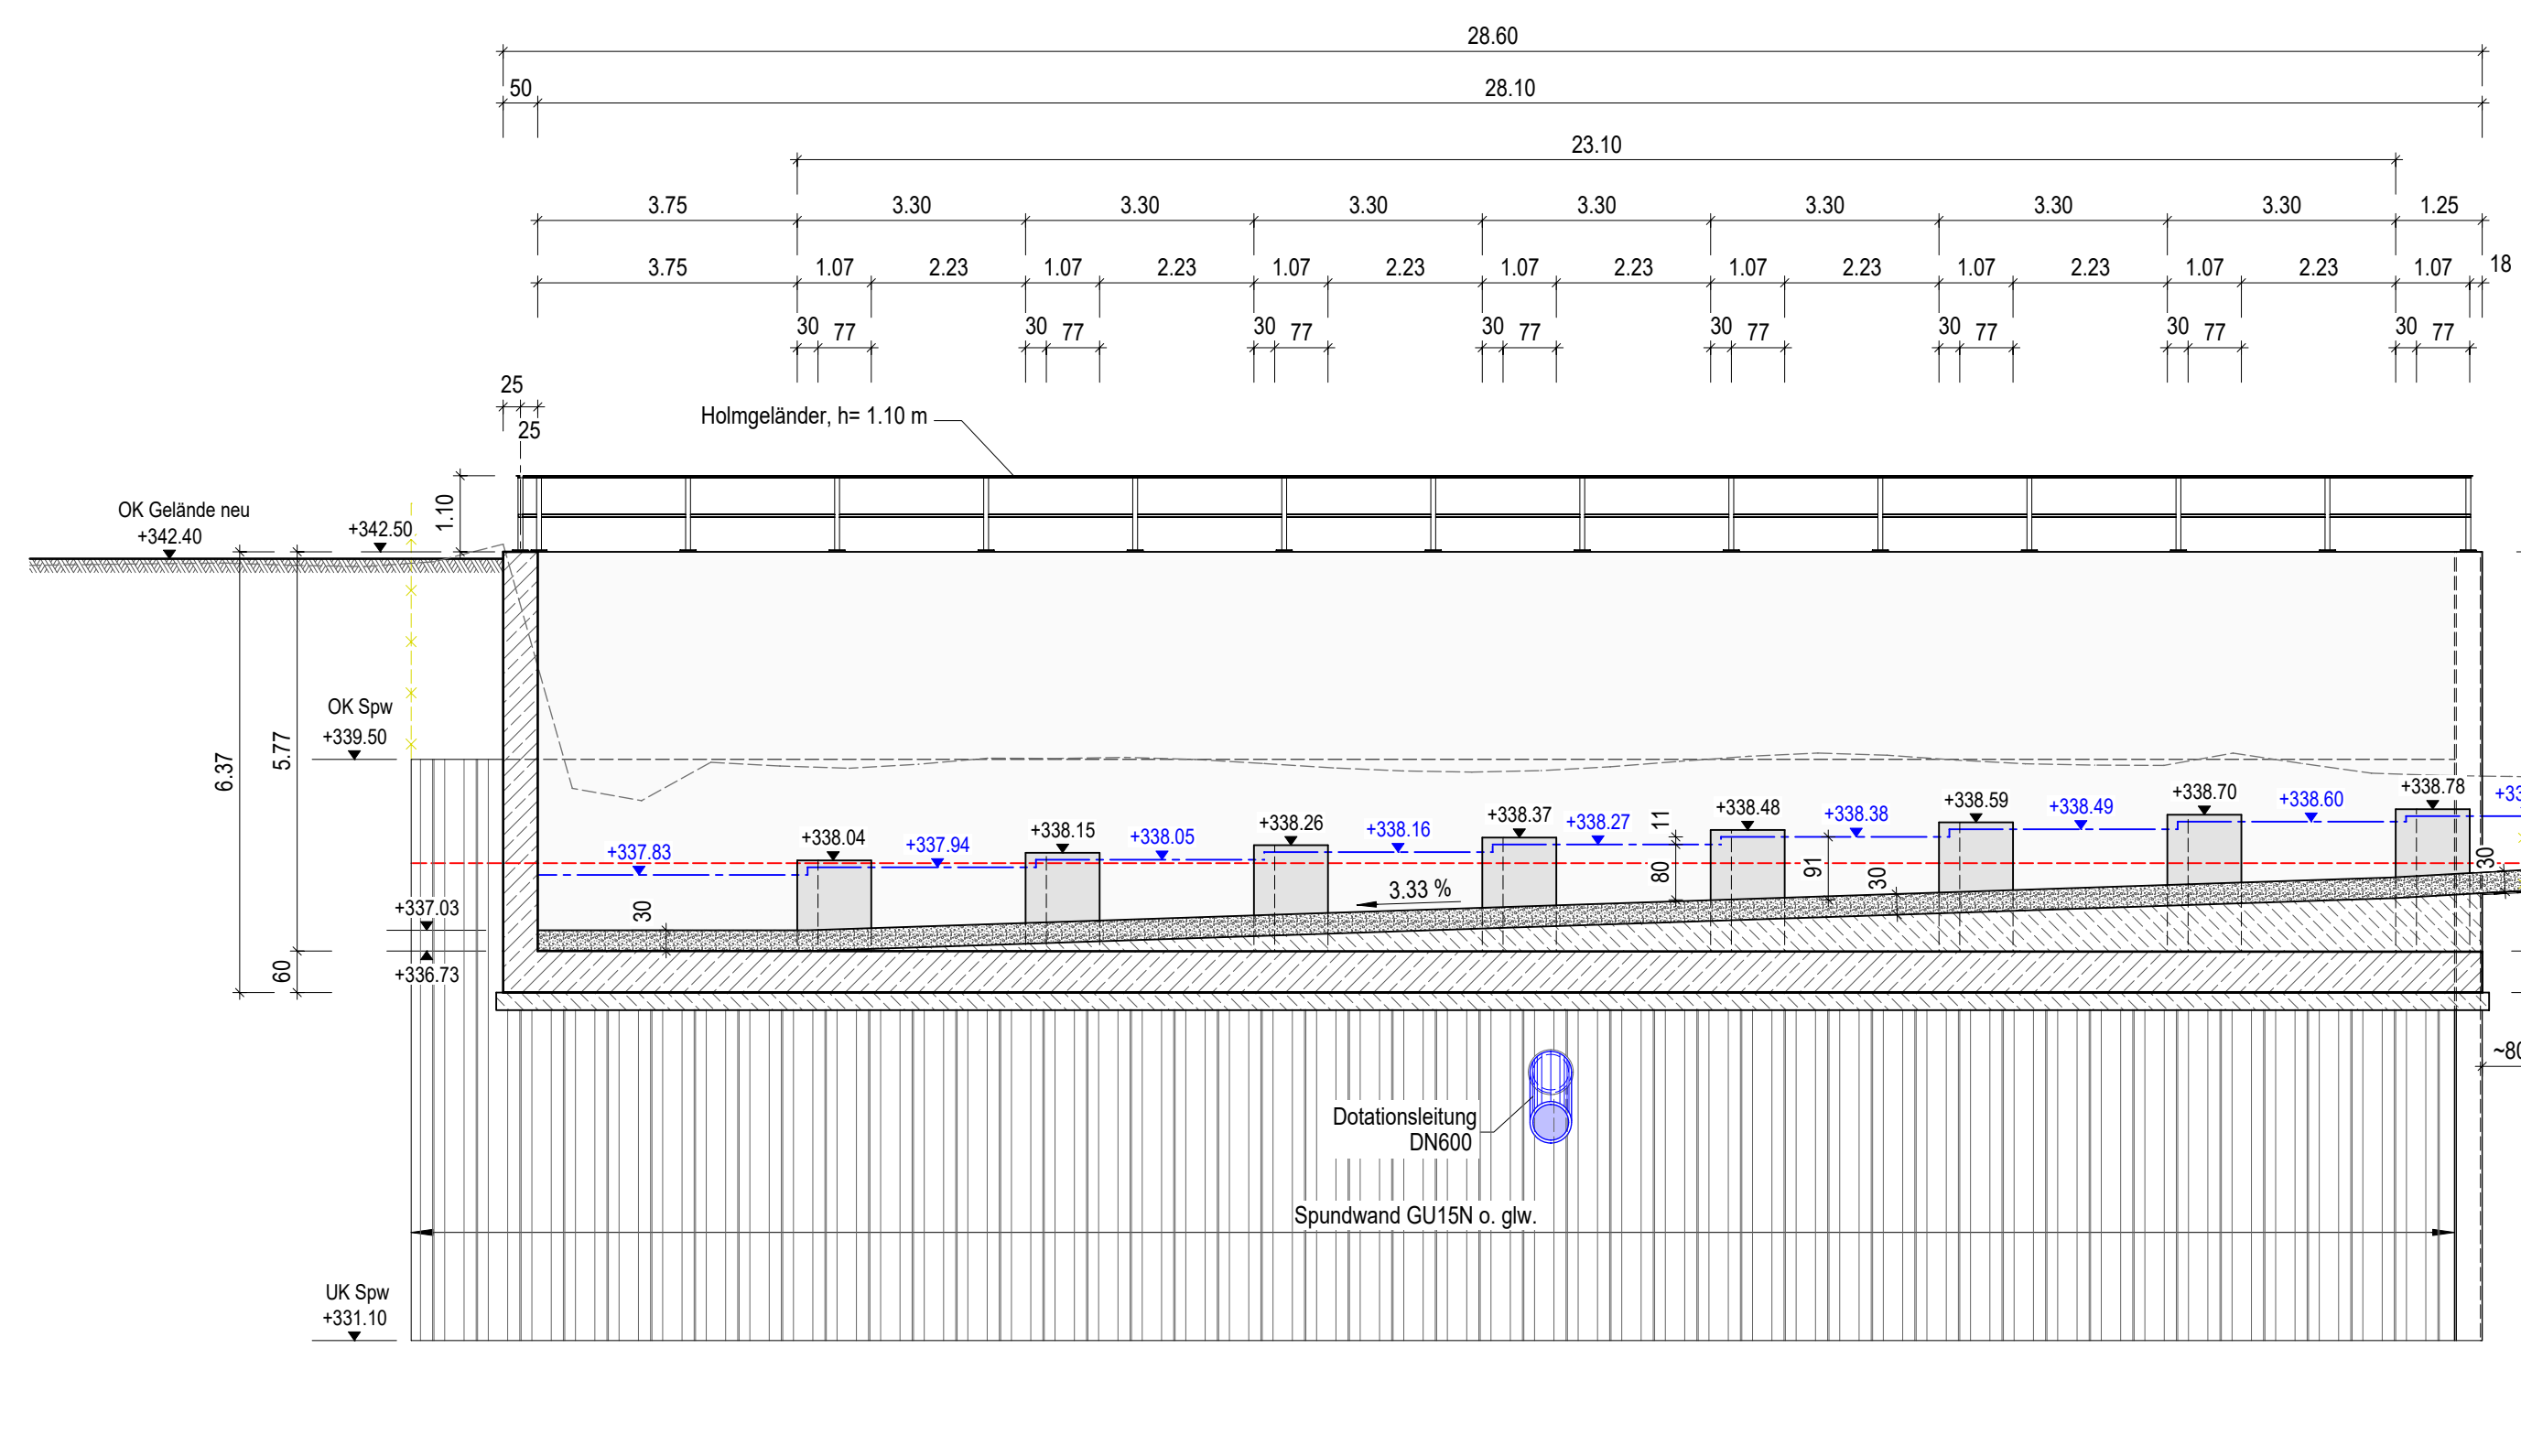 28.60
50 28.10
23.10
3.75 3.30 3.30 3.30 3.30 3.30 3.30 3.30 1.25
3.75 1.07 2.23 1.07 2.23 1.07 2.23 1.07 2.23 1.07 2.23 1.07 2.23 1.07 2.23 1.07 18
30 77 30 77 30 77 30 77 30 77 30 77 30 77 30 77
25
25
Holmgeländer, h= 1.10 m
1.10
OK Gelände neu
+342.40
+342.50
OK Spw
+339.50
6.37
5.77
60
+338.04 +338.15 +338.26 +338.37 +338.48 +338.59 +338.70 +338.78
+337.83 +337.94 +338.05 +338.16 +338.27 +338.38 +338.49 +338.60
11
80
91
30
30
30
3.33 %
+337.03
+336.73
~80
Dotationsleitung
DN600
Spundwand GU15N o. glw.
UK Spw
+331.10